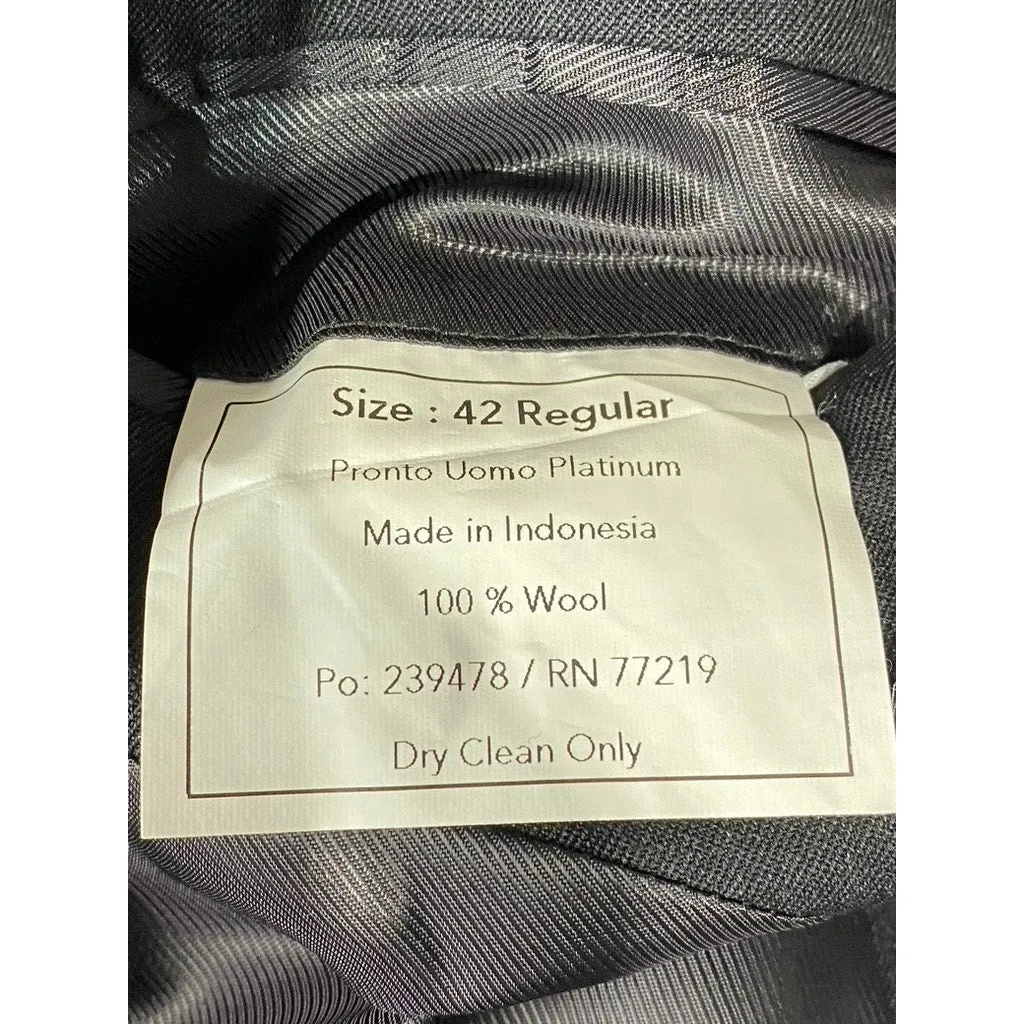 Size : 42 Regular
Pronto Uomo Platinum
Made in Indonesia
100 % Wool
Po: 239478 / RN 77219
Dry Clean Only